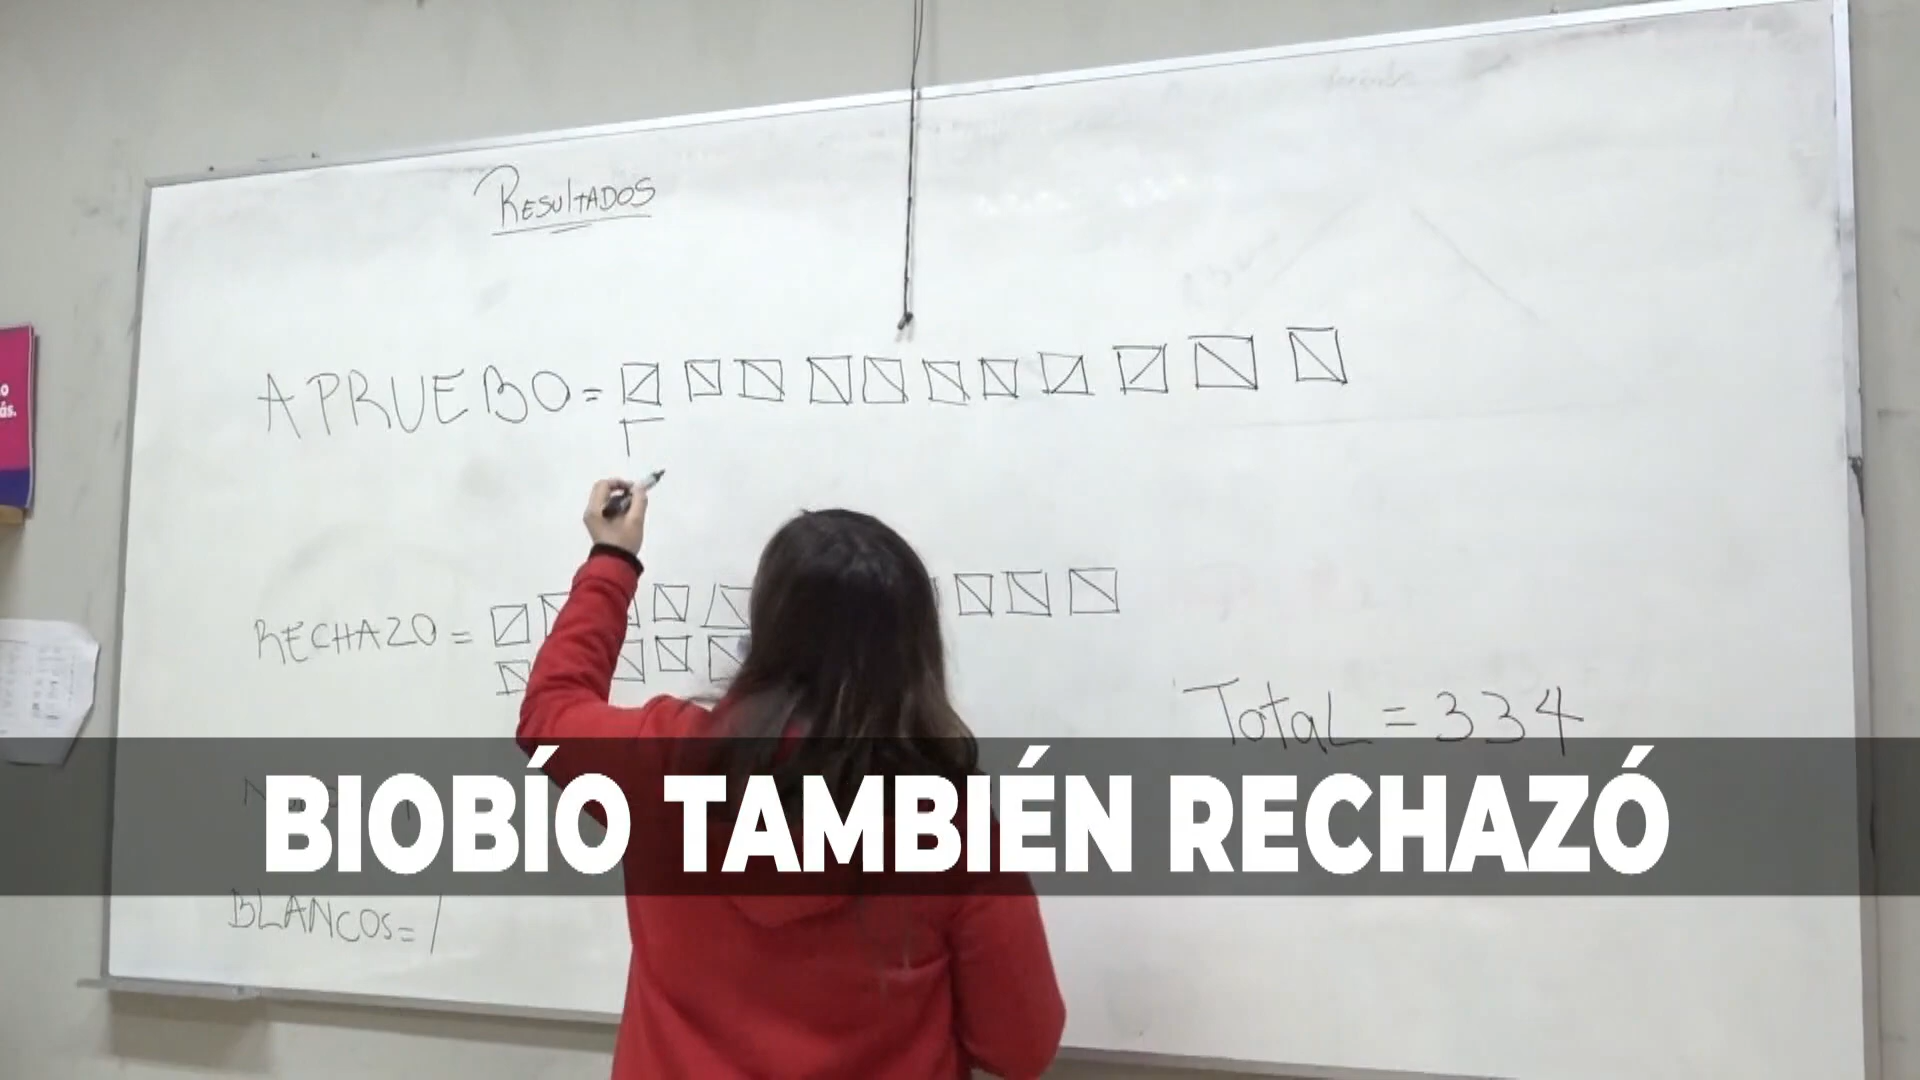 RESULTADOS
APRUEBO=
RECHAZO=
TOTAL=334
BIOBÍO TAMBIÉN RECHAZÓ
BLANCOS=/